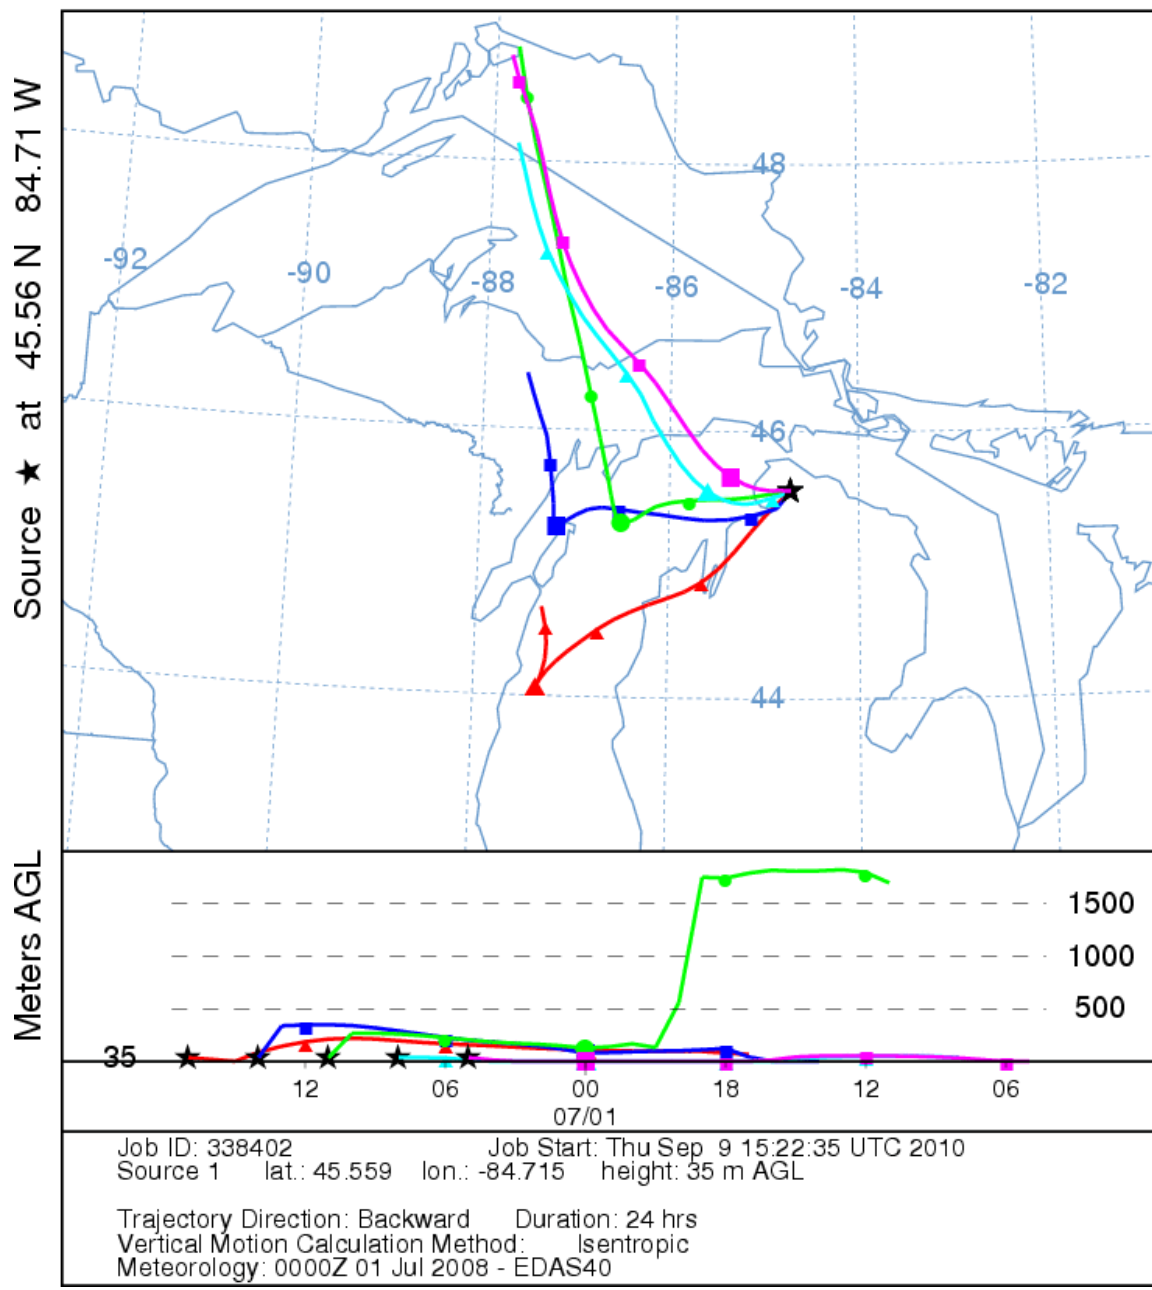 Source ★ at 45.56 N 84.71 W
48
-92
-90
-88
-86
-84
-82
46
44
Meters AGL
1500
1000
500
35
12 06 00 18 12 06
07/01
Job ID: 338402 Job Start: Thu Sep 9 15:22:35 UTC 2010
Source 1 lat.: 45.559 lon.: -84.715 height: 35 m AGL
Trajectory Direction: Backward Duration: 24 hrs
Vertical Motion Calculation Method: Isentropic
Meteorology: 0000Z 01 Jul 2008 - EDAS40